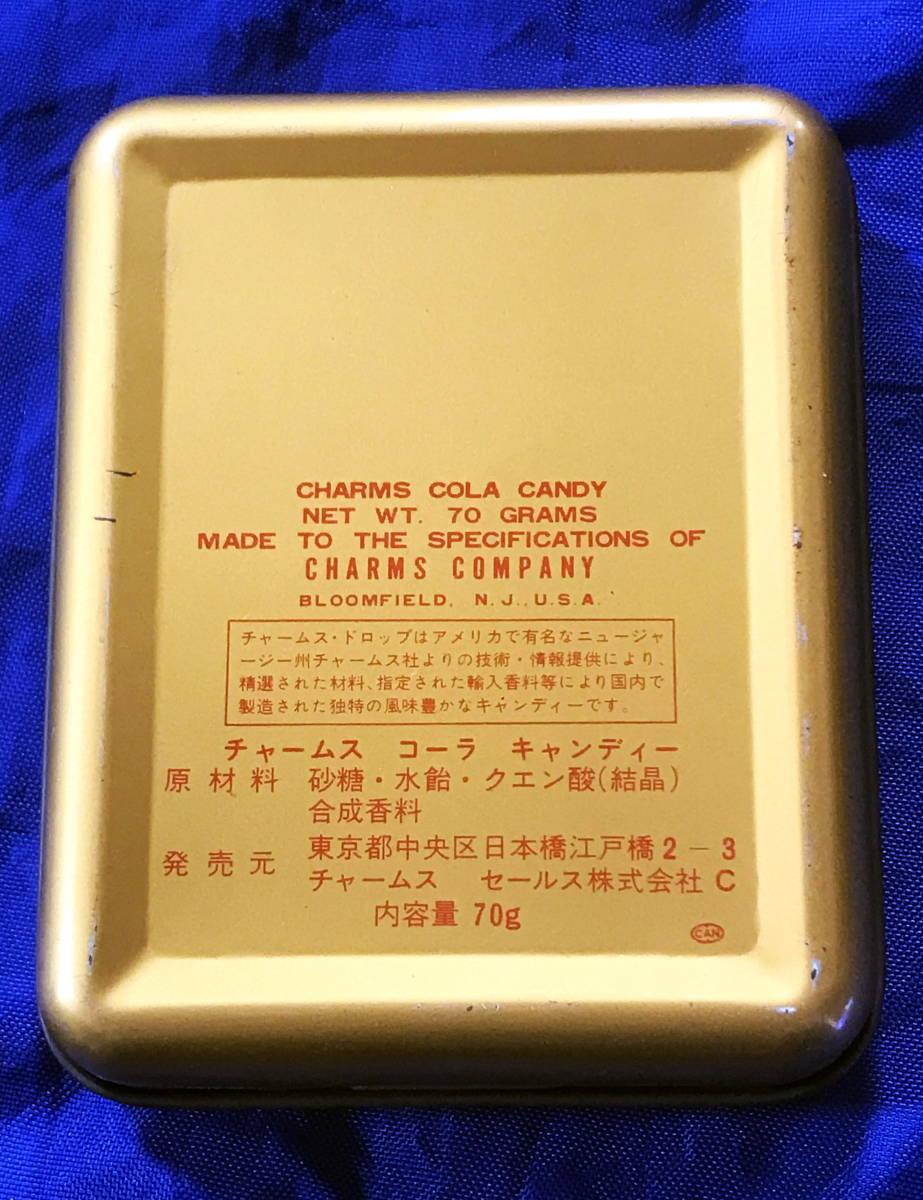 CHARMS COLA CANDY
NET WT. 70 GRAMS
MADE TO THE SPECIFICATIONS OF
CHARMS COMPANY
BLOOMFIELD, N.J., U.S.A.
チャームス・ドロップはアメリカで有名なニュージャ
ージー州チャームス社よりの技術・情報提供により、
精選された材料、指定された輸入香料等により国内で
製造された独特の風味豊かなキャンディーです。
チャームス コーラ キャンディー
原材料 砂糖・水飴・クエン酸(結晶)
合成香料
発売元 東京都中央区日本橋江戸橋2-3
チャームス セールス株式会社 C
内容量 70g
CAN